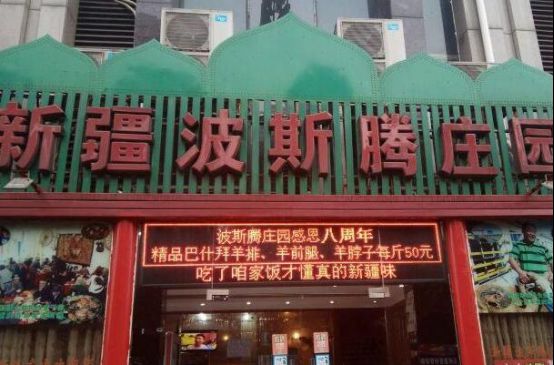 新疆波斯腾庄园
波斯腾庄园感恩八周年
精品巴什拜羊排、羊前腿、羊脖子每斤50元
吃了咱家饭才懂真的新疆味